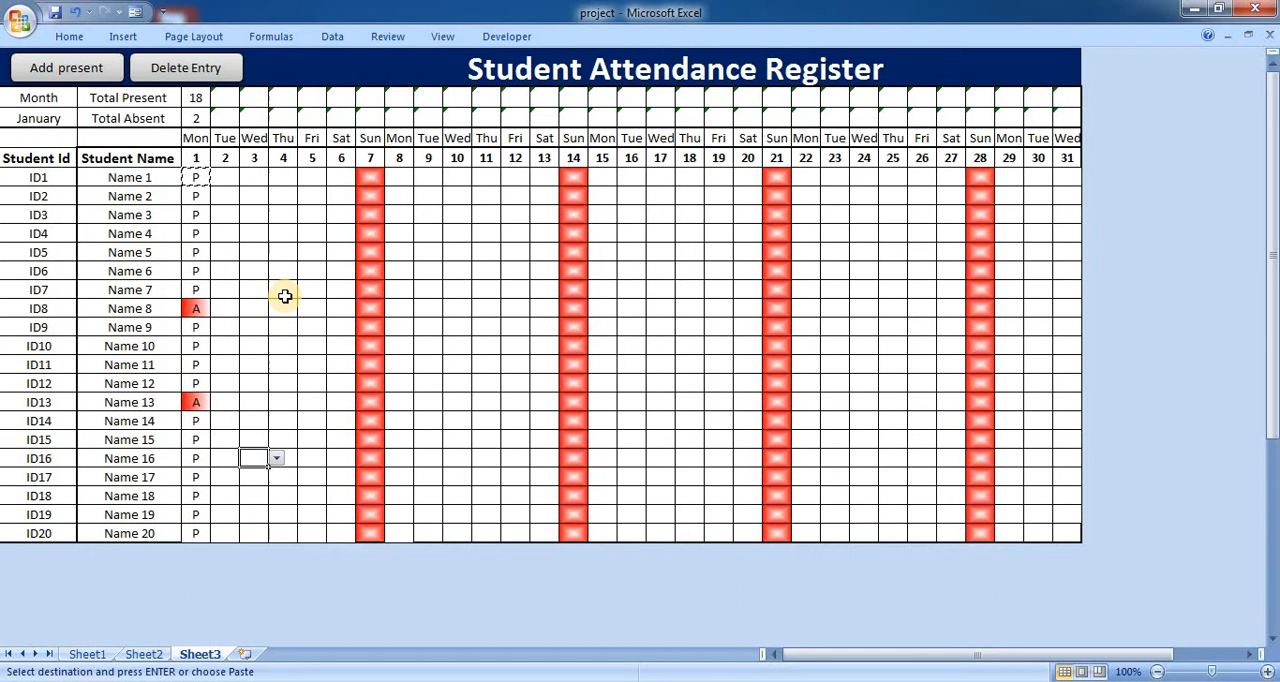 project - Microsoft Excel
Home Insert Page Layout Formulas Data Review View Developer
Add present Delete Entry Student Attendance Register
Month Total Present 18
January Total Absent 2
Mon Tue Wed Thu Fri Sat Sun Mon Tue Wed Thu Fri Sat Sun Mon Tue Wed Thu Fri Sat Sun Mon Tue Wed Thu Fri Sat Sun Mon Tue Wed
Student Id Student Name 1 2 3 4 5 6 7 8 9 10 11 12 13 14 15 16 17 18 19 20 21 22 23 24 25 26 27 28 29 30 31
ID1 Name 1 P
ID2 Name 2 P
ID3 Name 3 P
ID4 Name 4 P
ID5 Name 5 P
ID6 Name 6 P
ID7 Name 7 P
ID8 Name 8 A
ID9 Name 9 P
ID10 Name 10 P
ID11 Name 11 P
ID12 Name 12 P
ID13 Name 13 A
ID14 Name 14 P
ID15 Name 15 P
ID16 Name 16 P
ID17 Name 17 P
ID18 Name 18 P
ID19 Name 19 P
ID20 Name 20 P
Sheet1 Sheet2 Sheet3
Select destination and press ENTER or choose Paste 100%